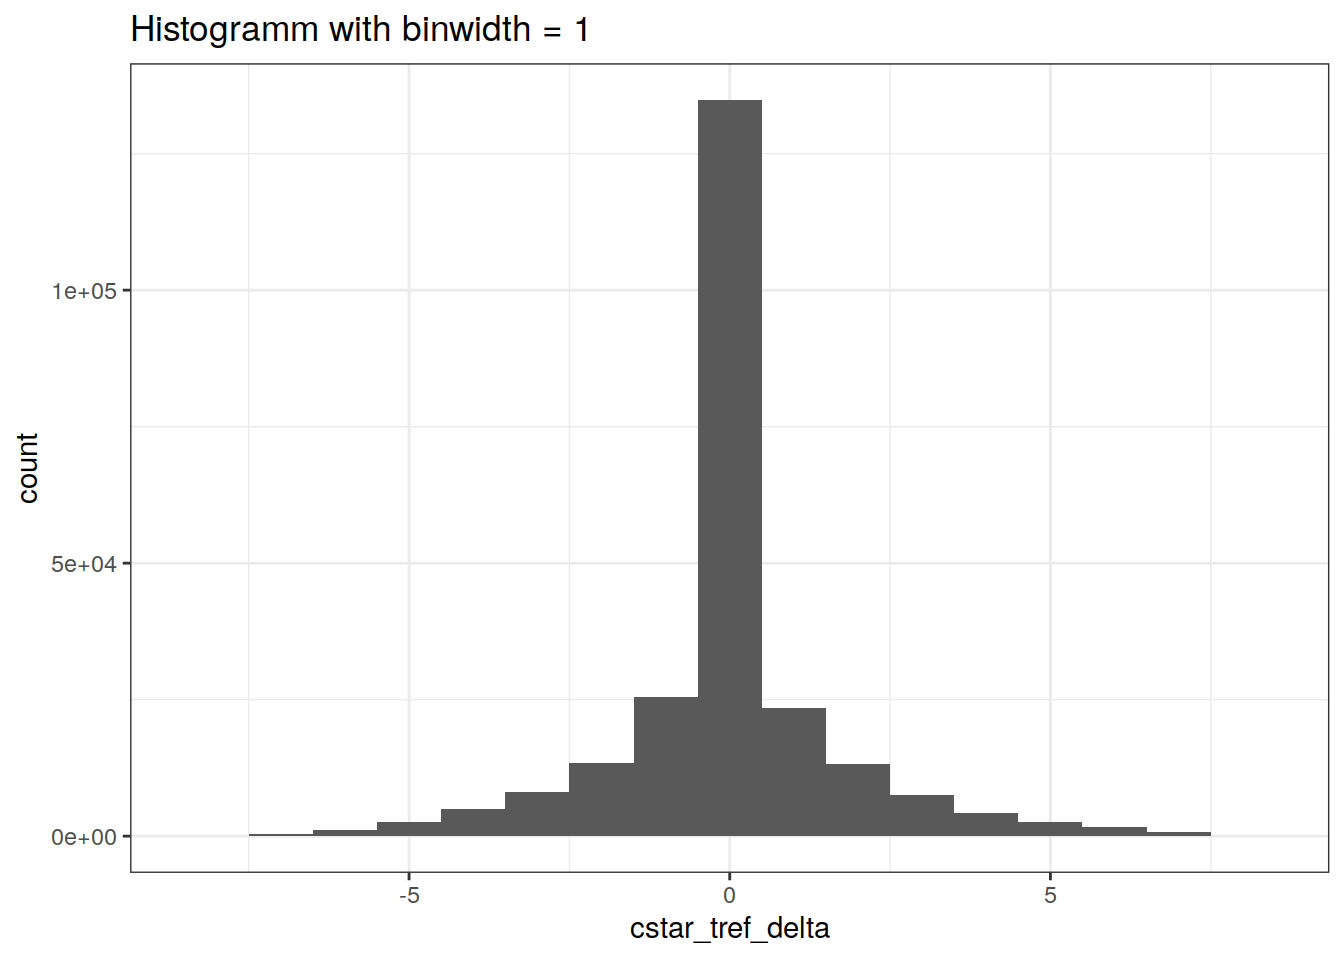 Histogramm with binwidth = 1
count
1e+05
5e+04
0e+00
-5 0 5
cstar_tref_delta